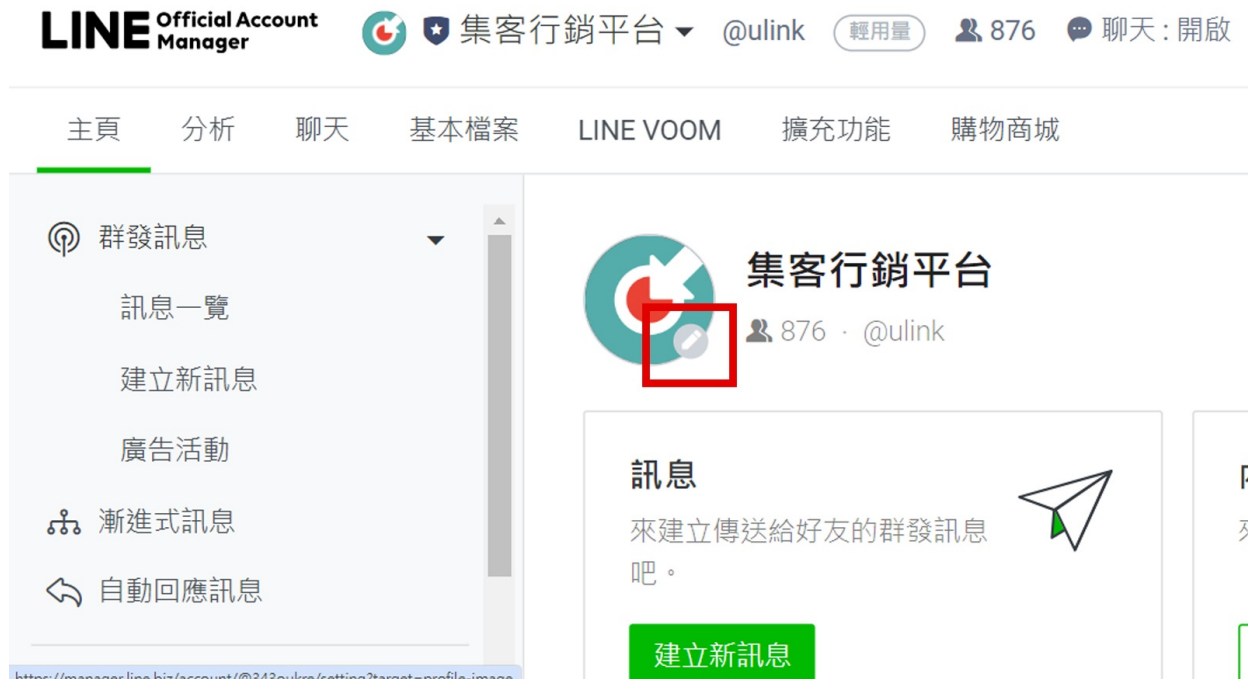 LINE Official Account Manager
集客行銷平台 @ulink 輕用量 876 聊天 : 開啟
主頁 分析 聊天 基本檔案 LINE VOOM 擴充功能 購物商城
群發訊息
訊息一覽
建立新訊息
廣告活動
漸進式訊息
自動回應訊息
集客行銷平台
876 · @ulink
訊息
來建立傳送給好友的群發訊息
吧。
建立新訊息